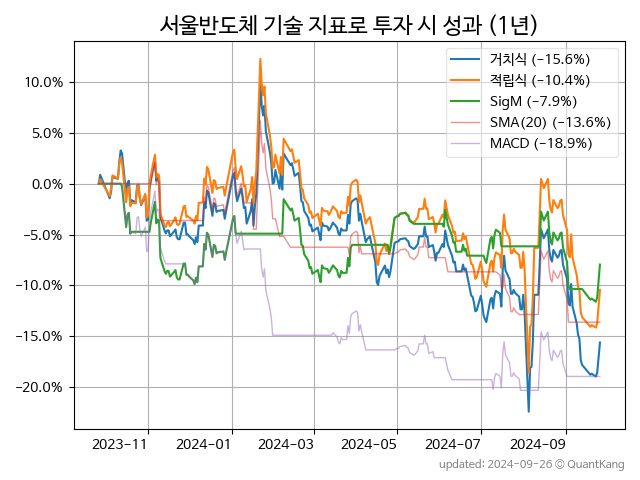 서울반도체 기술 지표로 투자 시 성과 (1년)
거치식 (−15.6%)
적립식 (−10.4%)
SigM (−7.9%)
SMA(20) (−13.6%)
MACD (−18.9%)
10.0%
5.0%
0.0%
−5.0%
−10.0%
−15.0%
−20.0%
2023-11 2024-01 2024-03 2024-05 2024-07 2024-09
updated: 2024-09-26 © QuantKang